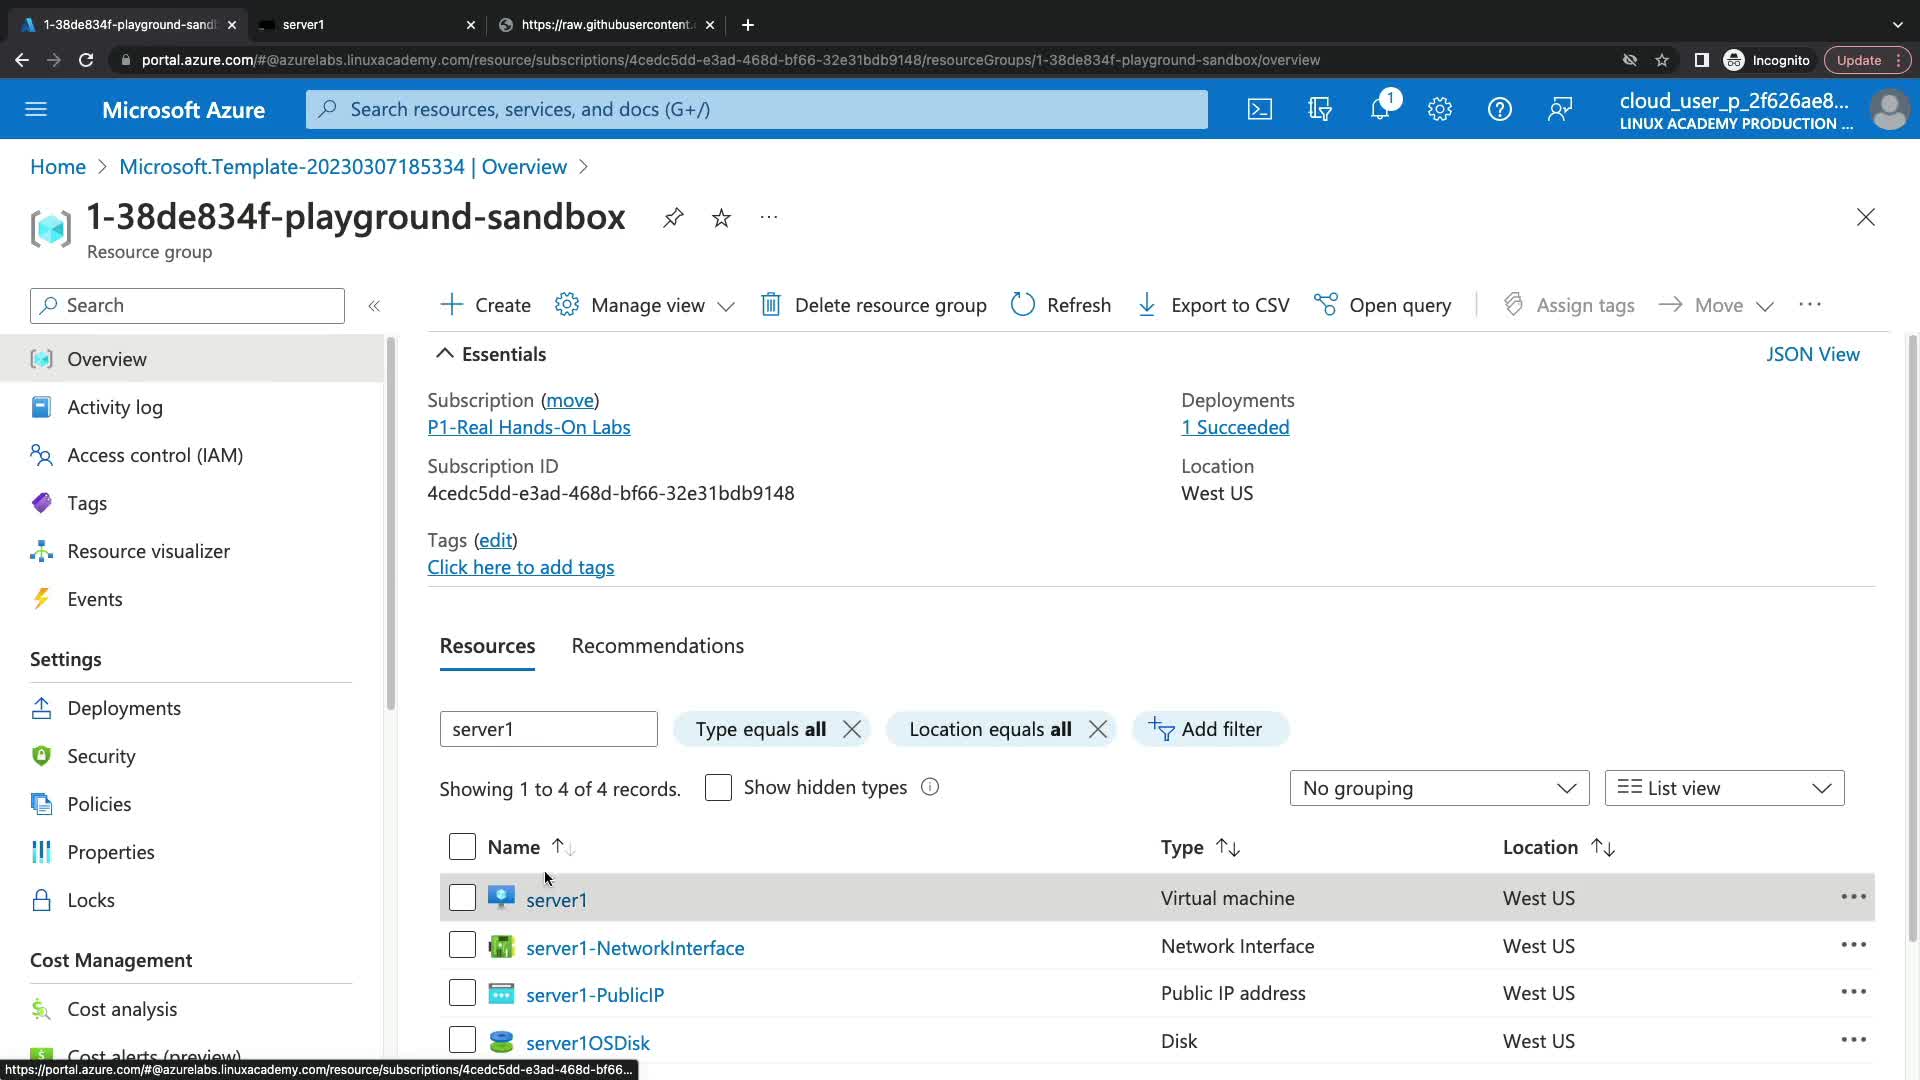 1-38de834f-playground-sandl
server1
https://raw.githubusercontent.
portal.azure.com/#@azurelabs.linuxacademy.com/resource/subscriptions/4cedc5dd-e3ad-468d-bf66-32e31bdb9148/resourceGroups/1-38de834f-playground-sandbox/overview
Incognito
Update
Microsoft Azure
Search resources, services, and docs (G+/)
1
cloud_user_p_2f626ae8...
LINUX ACADEMY PRODUCTION ...
Home > Microsoft.Template-20230307185334 | Overview >
1-38de834f-playground-sandbox
Resource group
Search
Create
Manage view
Delete resource group
Refresh
Export to CSV
Open query
Assign tags
Move
Overview
Activity log
Access control (IAM)
Tags
Resource visualizer
Events
Settings
Deployments
Security
Policies
Properties
Locks
Cost Management
Cost analysis
Cost alerts (preview)
Essentials
JSON View
Subscription (move)
P1-Real Hands-On Labs
Subscription ID
4cedc5dd-e3ad-468d-bf66-32e31bdb9148
Deployments
1 Succeeded
Location
West US
Tags (edit)
Click here to add tags
Resources
Recommendations
server1
Type equals all
Location equals all
Add filter
Showing 1 to 4 of 4 records.
Show hidden types
No grouping
List view
Name
Type
Location
server1 Virtual machine West US
server1-NetworkInterface Network Interface West US
server1-PublicIP Public IP address West US
server1OSDisk Disk West US
https://portal.azure.com/#@azurelabs.linuxacademy.com/resource/subscriptions/4cedc5dd-e3ad-468d-bf66...